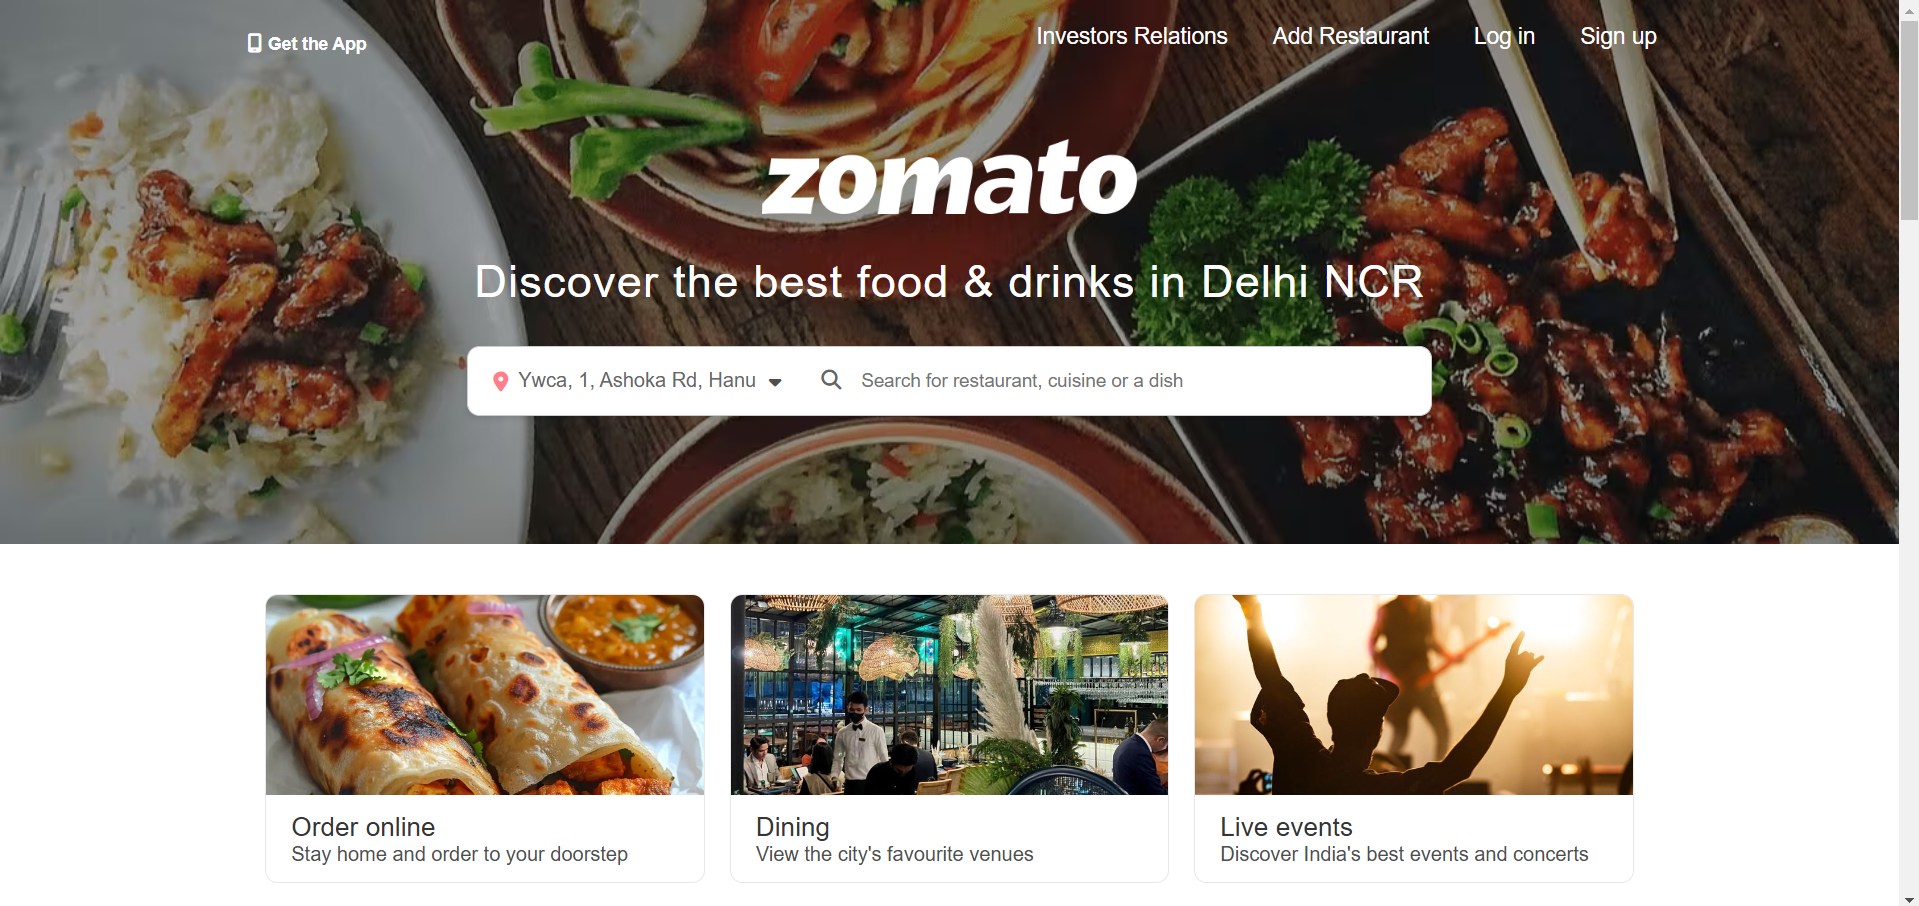 Get the App
Investors Relations
Add Restaurant
Log in
Sign up
zomato
Discover the best food & drinks in Delhi NCR
Ywca, 1, Ashoka Rd, Hanu
Search for restaurant, cuisine or a dish
Order online
Stay home and order to your doorstep
Dining
View the city's favourite venues
Live events
Discover India's best events and concerts